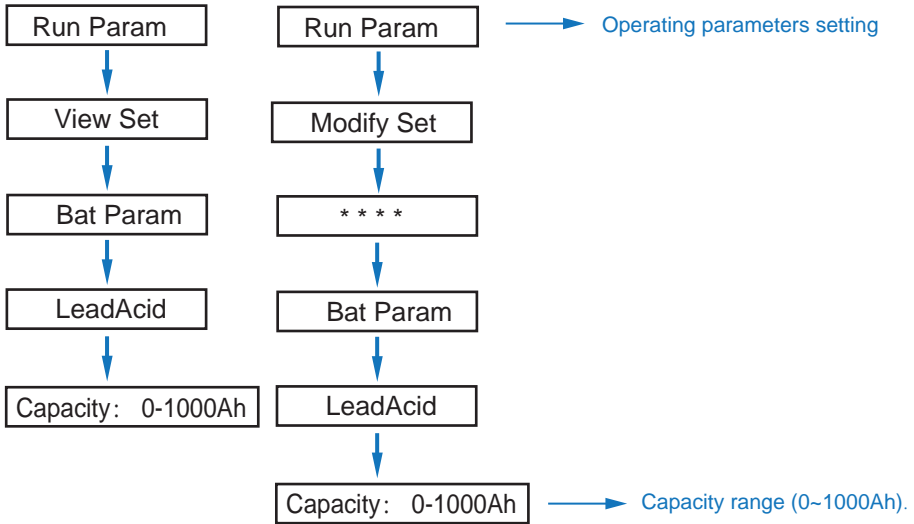 Run Param
View Set
Bat Param
LeadAcid
Capacity: 0-1000Ah
Run Param
Operating parameters setting
Modify Set
* * * *
Bat Param
LeadAcid
Capacity: 0-1000Ah
Capacity range (0~1000Ah).